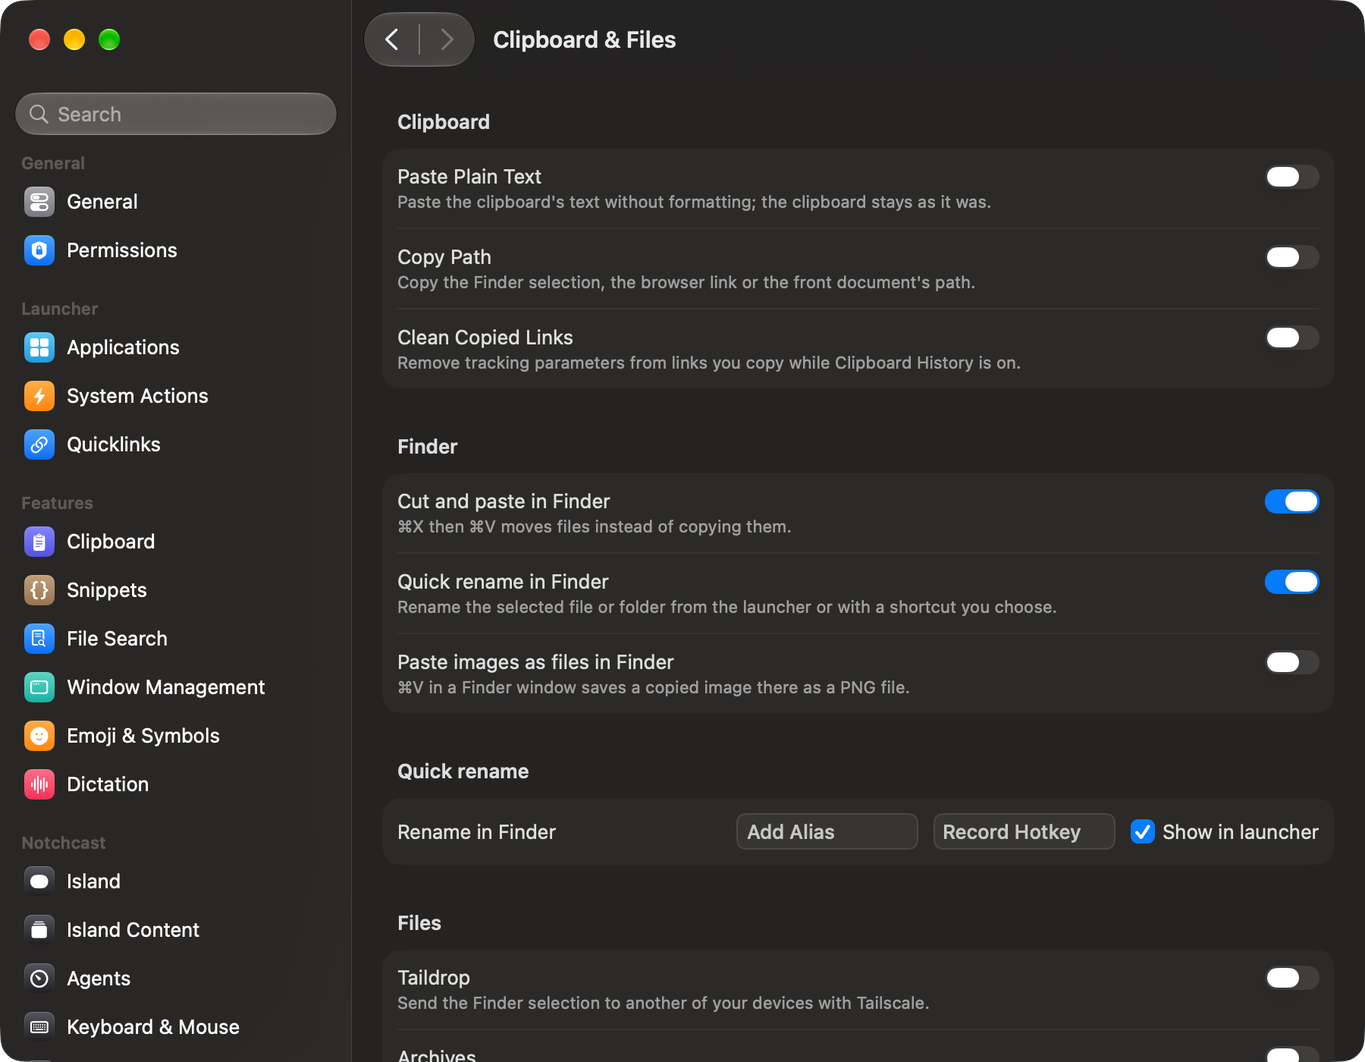 Clipboard & Files
Search
General
General
Permissions
Launcher
Applications
System Actions
Quicklinks
Features
Clipboard
Snippets
File Search
Window Management
Emoji & Symbols
Dictation
Notchcast
Island
Island Content
Agents
Keyboard & Mouse
Clipboard
Paste Plain Text
Paste the clipboard's text without formatting; the clipboard stays as it was.
Copy Path
Copy the Finder selection, the browser link or the front document's path.
Clean Copied Links
Remove tracking parameters from links you copy while Clipboard History is on.
Finder
Cut and paste in Finder
⌘X then ⌘V moves files instead of copying them.
Quick rename in Finder
Rename the selected file or folder from the launcher or with a shortcut you choose.
Paste images as files in Finder
⌘V in a Finder window saves a copied image there as a PNG file.
Quick rename
Rename in Finder
Add Alias
Record Hotkey
Show in launcher
Files
Taildrop
Send the Finder selection to another of your devices with Tailscale.
Archives